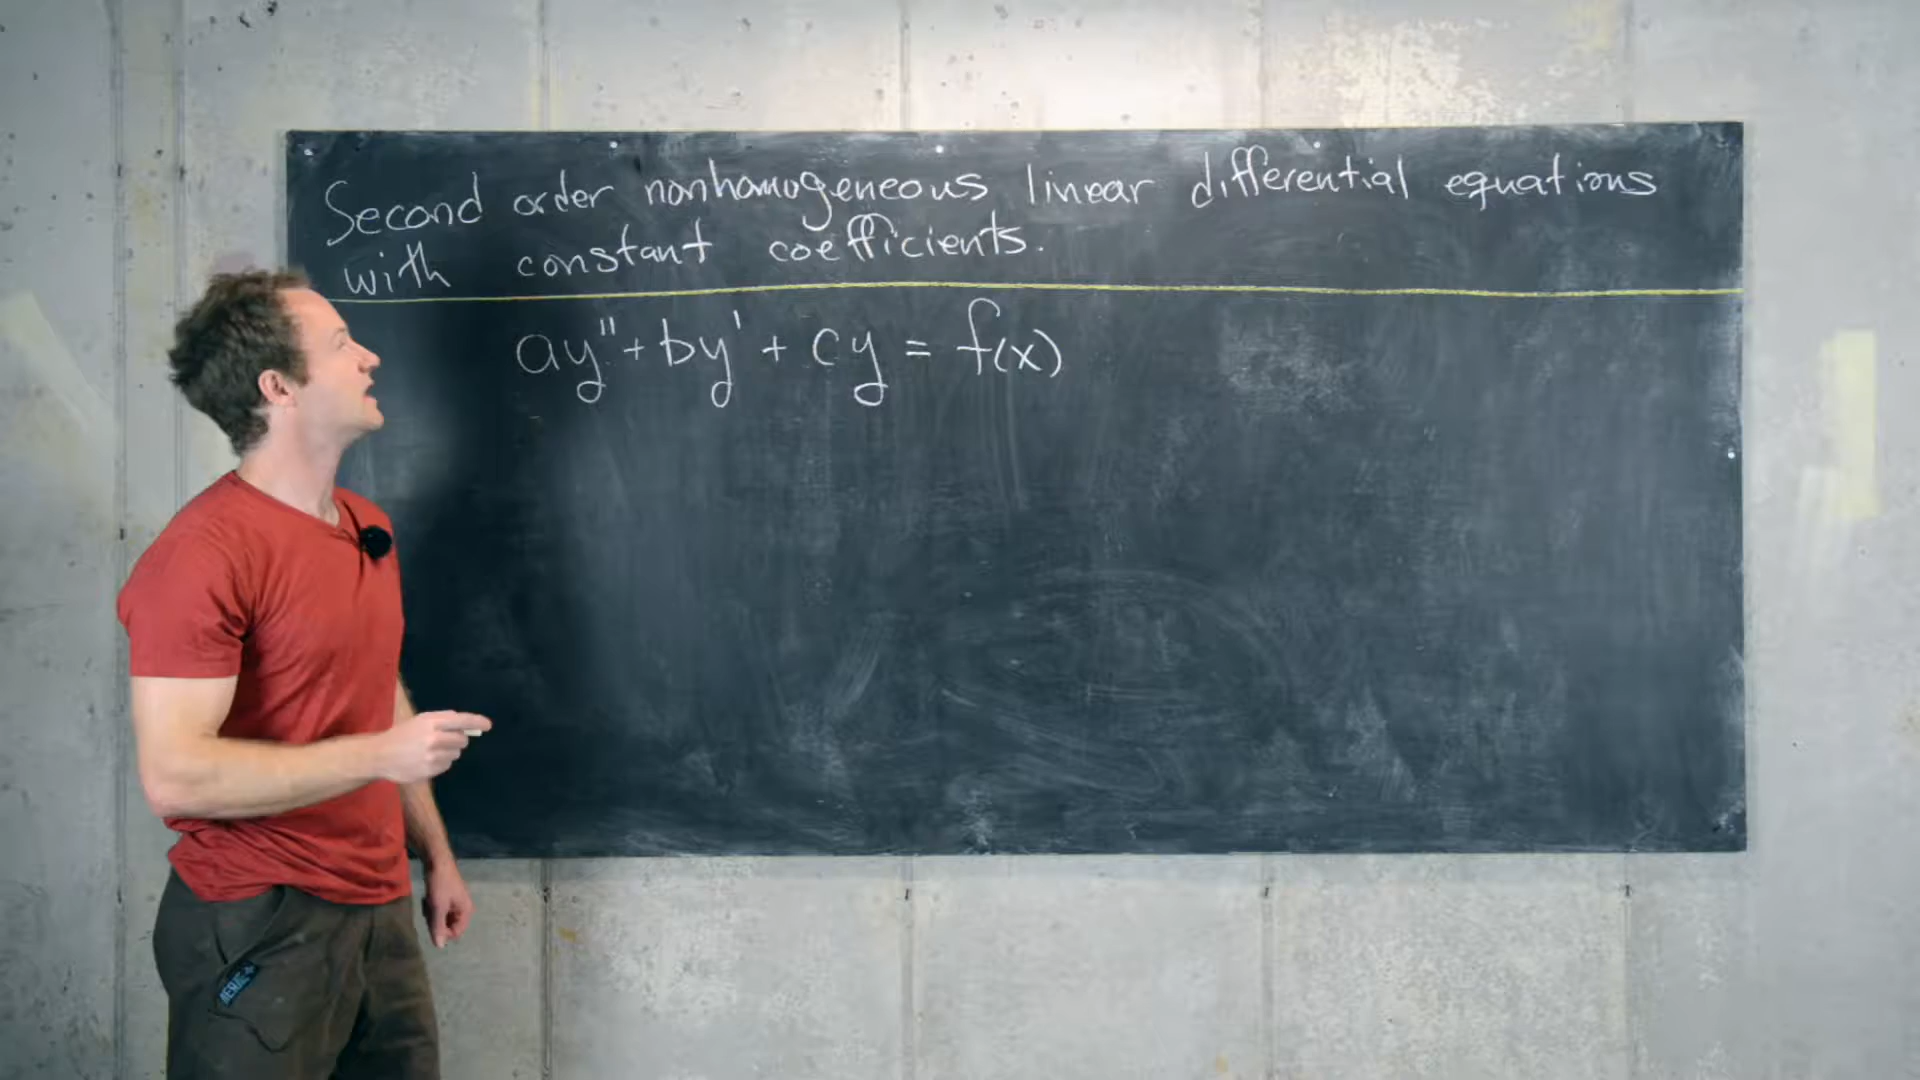 Second order nonhomogeneous linear differential equations
with constant coefficients.
ay" + by' + cy = f(x)